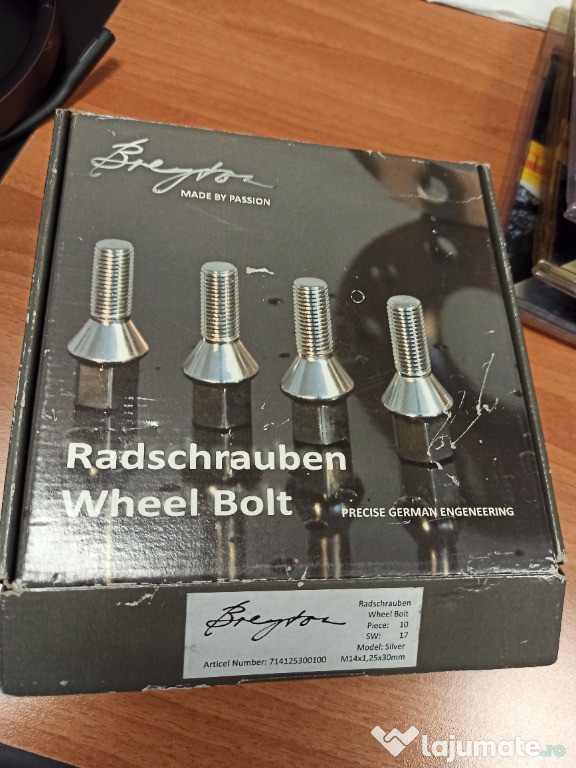 Breyton
MADE BY PASSION
Radschrauben
Wheel Bolt
PRECISE GERMAN ENGENEERING
Breyton
Radschrauben
Wheel Bolt
Piece: 10
SW: 17
Model: Silver
Articel Number: 714125300100 M14x1,25x30mm
lajumate.ro